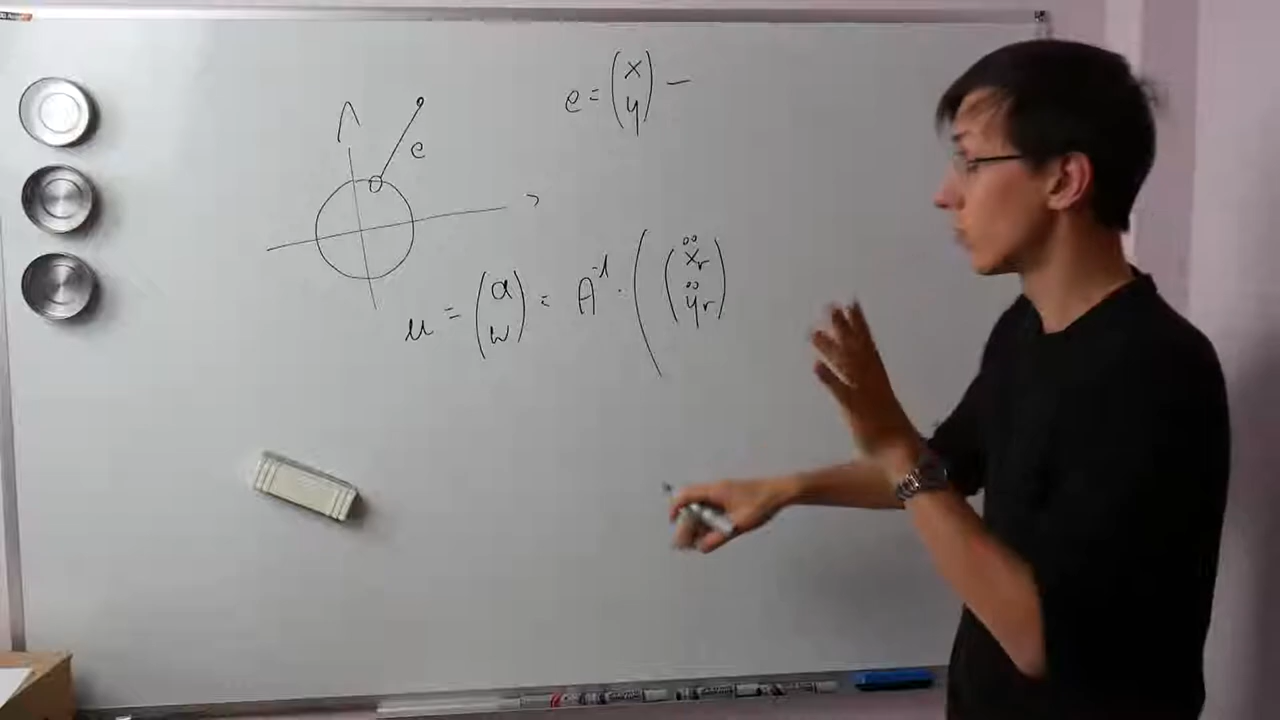 e = (x y) −
e
u = (a w) = A⁻¹ · ( (ẍr ÿr)